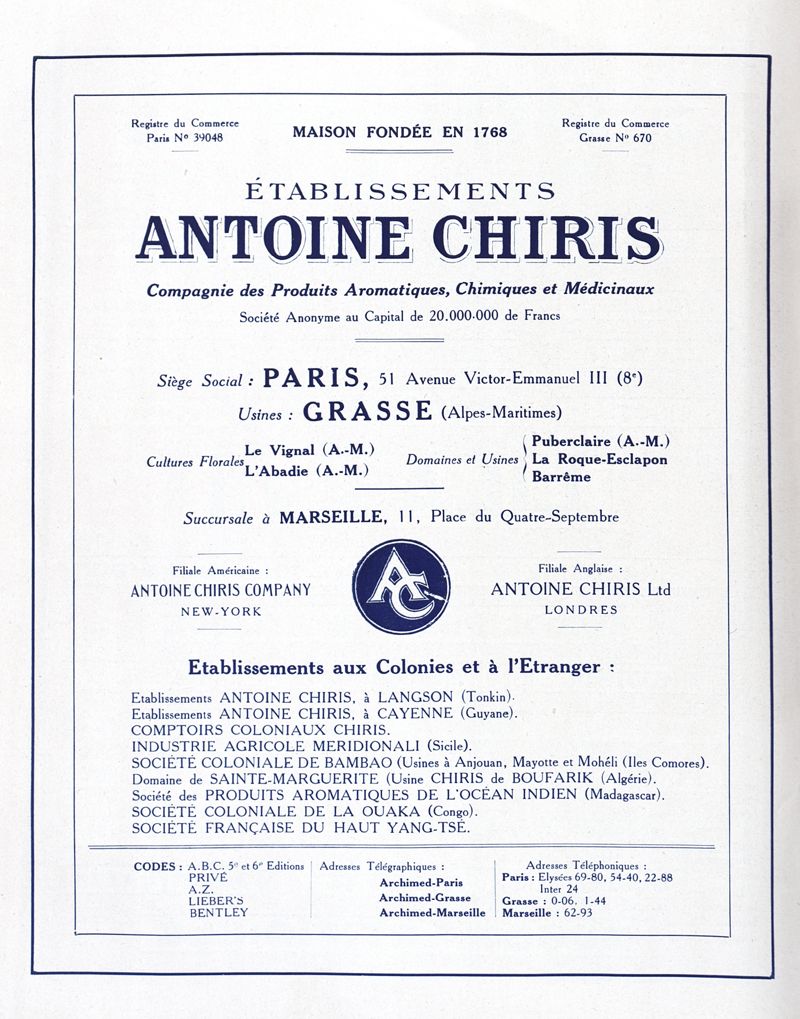 Registre du Commerce
Paris Nº 39048
MAISON FONDÉE EN 1768
Registre du Commerce
Grasse Nº 670
ÉTABLISSEMENTS
ANTOINE CHIRIS
Compagnie des Produits Aromatiques, Chimiques et Médicinaux
Société Anonyme au Capital de 20.000.000 de Francs
Siège Social : PARIS, 51 Avenue Victor-Emmanuel III (8ᵉ)
Usines : GRASSE (Alpes-Maritimes)
Cultures Florales
Le Vignal (A.-M.)
L'Abadie (A.-M.)
Domaines et Usines
Puberclaire (A.-M.)
La Roque-Esclapon
Barrême
Succursale à MARSEILLE, 11, Place du Quatre-Septembre
Filiale Américaine :
ANTOINE CHIRIS COMPANY
NEW-YORK
AC
Filiale Anglaise :
ANTOINE CHIRIS Ltd
LONDRES
Etablissements aux Colonies et à l'Etranger :
Etablissements ANTOINE CHIRIS, à LANGSON (Tonkin).
Etablissements ANTOINE CHIRIS, à CAYENNE (Guyane).
COMPTOIRS COLONIAUX CHIRIS.
INDUSTRIE AGRICOLE MERIDIONALI (Sicile).
SOCIÉTÉ COLONIALE DE BAMBAO (Usines à Anjouan, Mayotte et Mohéli (Iles Comores).
Domaine de SAINTE-MARGUERITE (Usine CHIRIS de BOUFARIK (Algérie).
Société des PRODUITS AROMATIQUES DE L'OCÉAN INDIEN (Madagascar).
SOCIÉTÉ COLONIALE DE LA OUAKA (Congo).
SOCIÉTÉ FRANÇAISE DU HAUT YANG-TSÉ.
CODES : A.B.C. 5ᵉ et 6ᵉ Editions
PRIVÉ
A.Z.
LIEBER'S
BENTLEY
Adresses Télégraphiques :
Archimed-Paris
Archimed-Grasse
Archimed-Marseille
Adresses Téléphoniques :
Paris : Elysées 69-80, 54-40, 22-88
Inter 24
Grasse : 0-06. 1-44
Marseille : 62-93